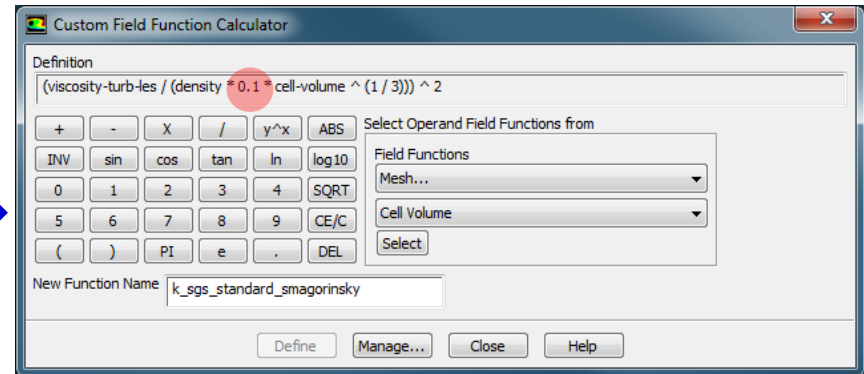 Custom Field Function Calculator
X
Definition
(viscosity-turb-les / (density * 0.1 * cell-volume ^ (1 / 3))) ^ 2
+ - X / y^x ABS
INV sin cos tan ln log10
0 1 2 3 4 SQRT
5 6 7 8 9 CE/C
( ) PI e . DEL
Select Operand Field Functions from
Field Functions
Mesh...
Cell Volume
Select
New Function Name k_sgs_standard_smagorinsky
Define Manage... Close Help